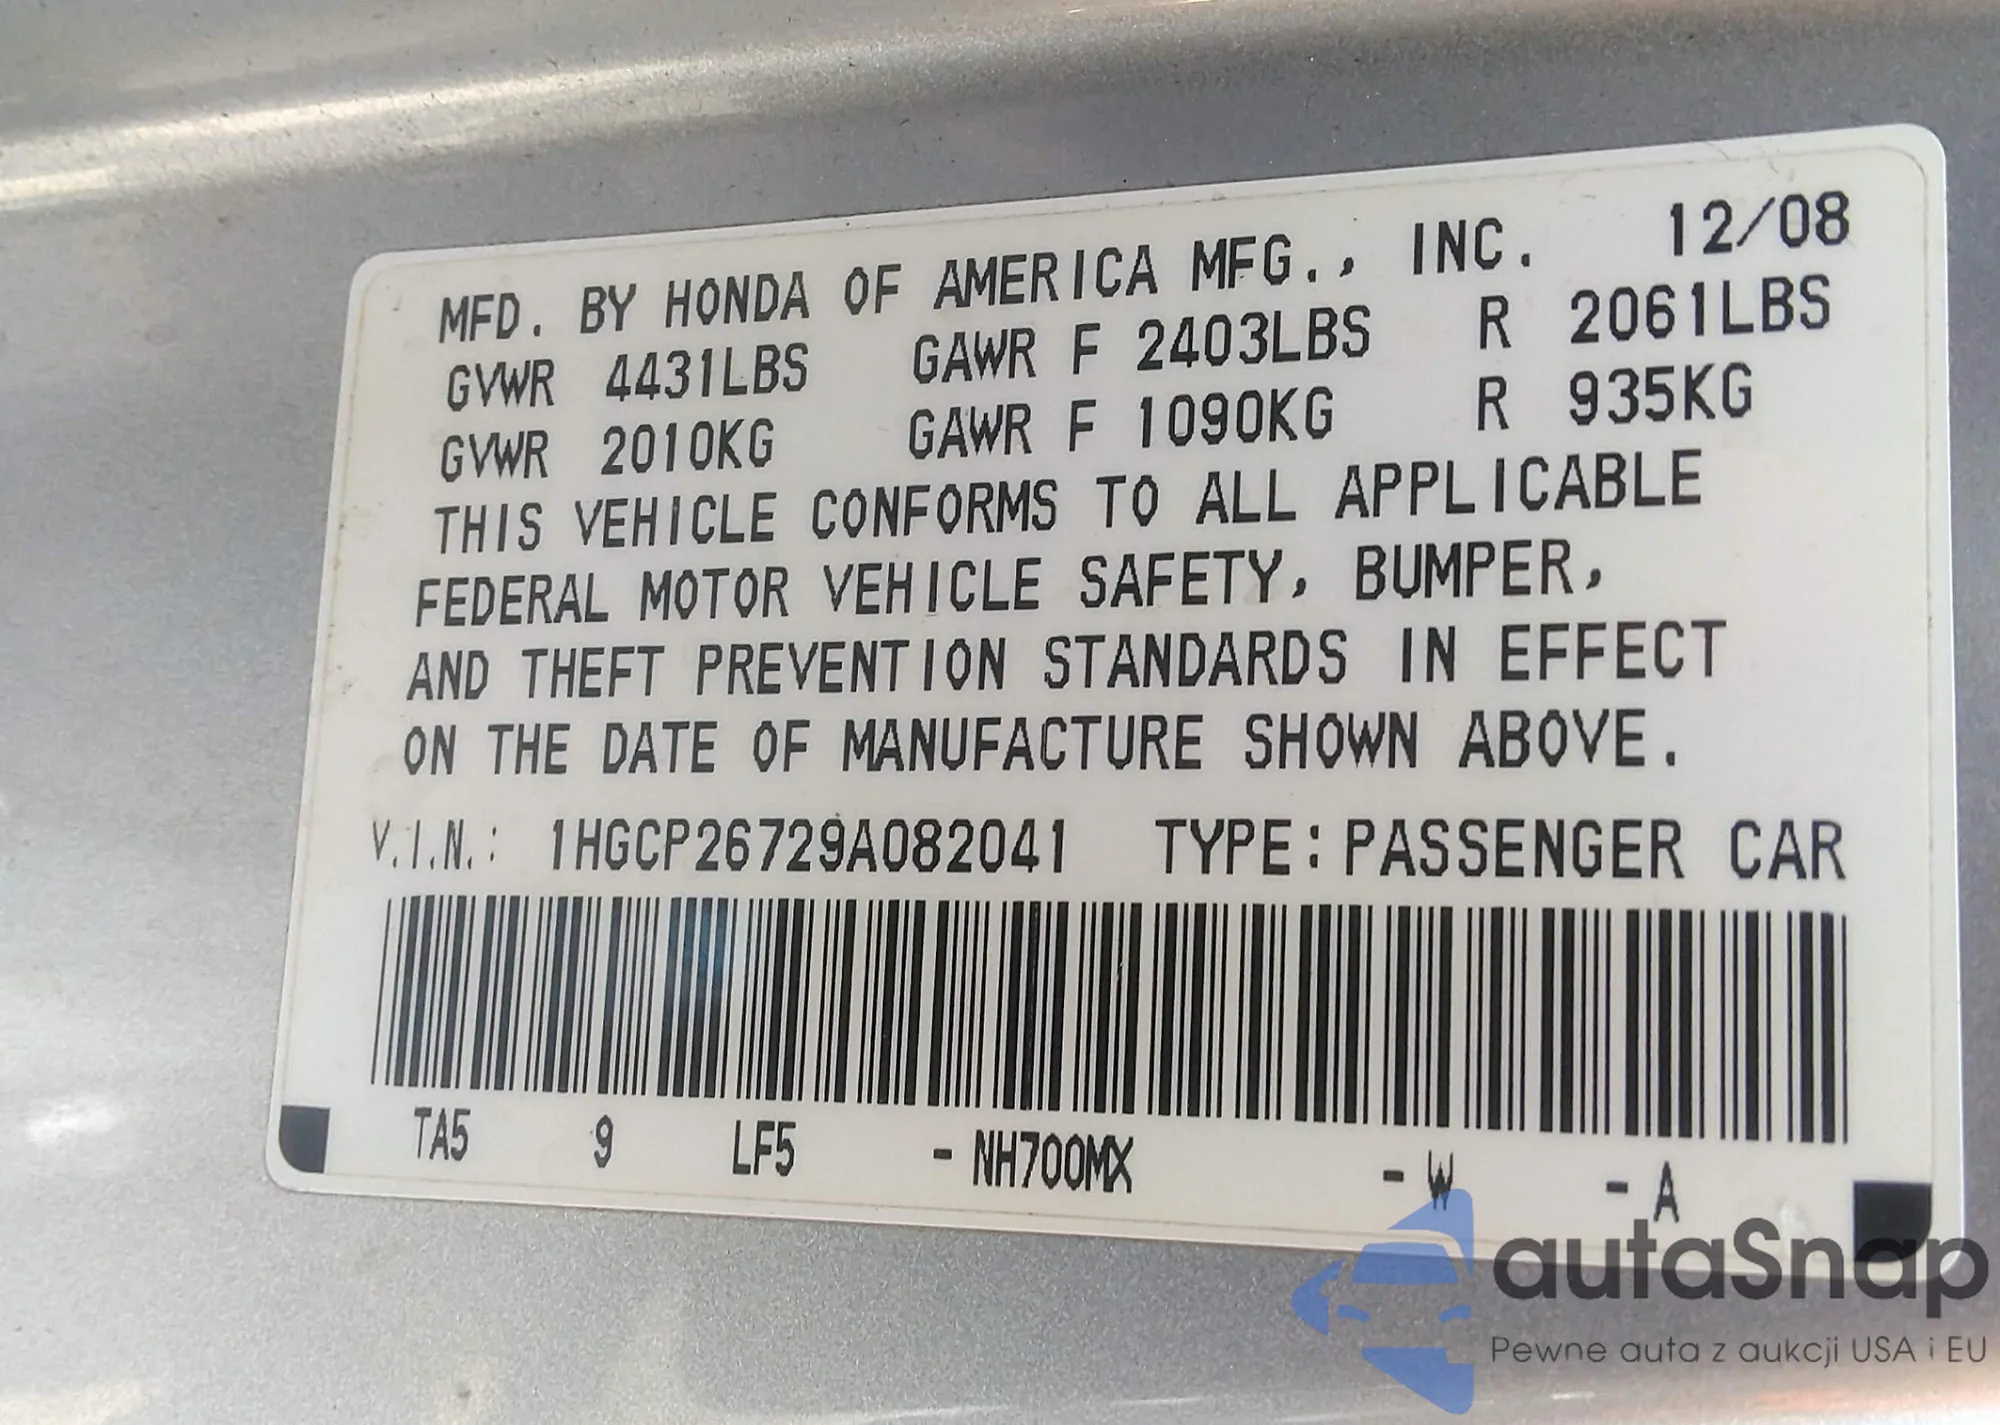 MFD. BY HONDA OF AMERICA MFG., INC. 12/08
GVWR 4431LBS GAWR F 2403LBS R 2061LBS
GVWR 2010KG GAWR F 1090KG R 935KG
THIS VEHICLE CONFORMS TO ALL APPLICABLE
FEDERAL MOTOR VEHICLE SAFETY, BUMPER,
AND THEFT PREVENTION STANDARDS IN EFFECT
ON THE DATE OF MANUFACTURE SHOWN ABOVE.
V.I.N.: 1HGCP26729A082041 TYPE: PASSENGER CAR
TA5 9 LF5 - NH700MX - W - A
autaSnap
Pewne auta z aukcji USA i EU